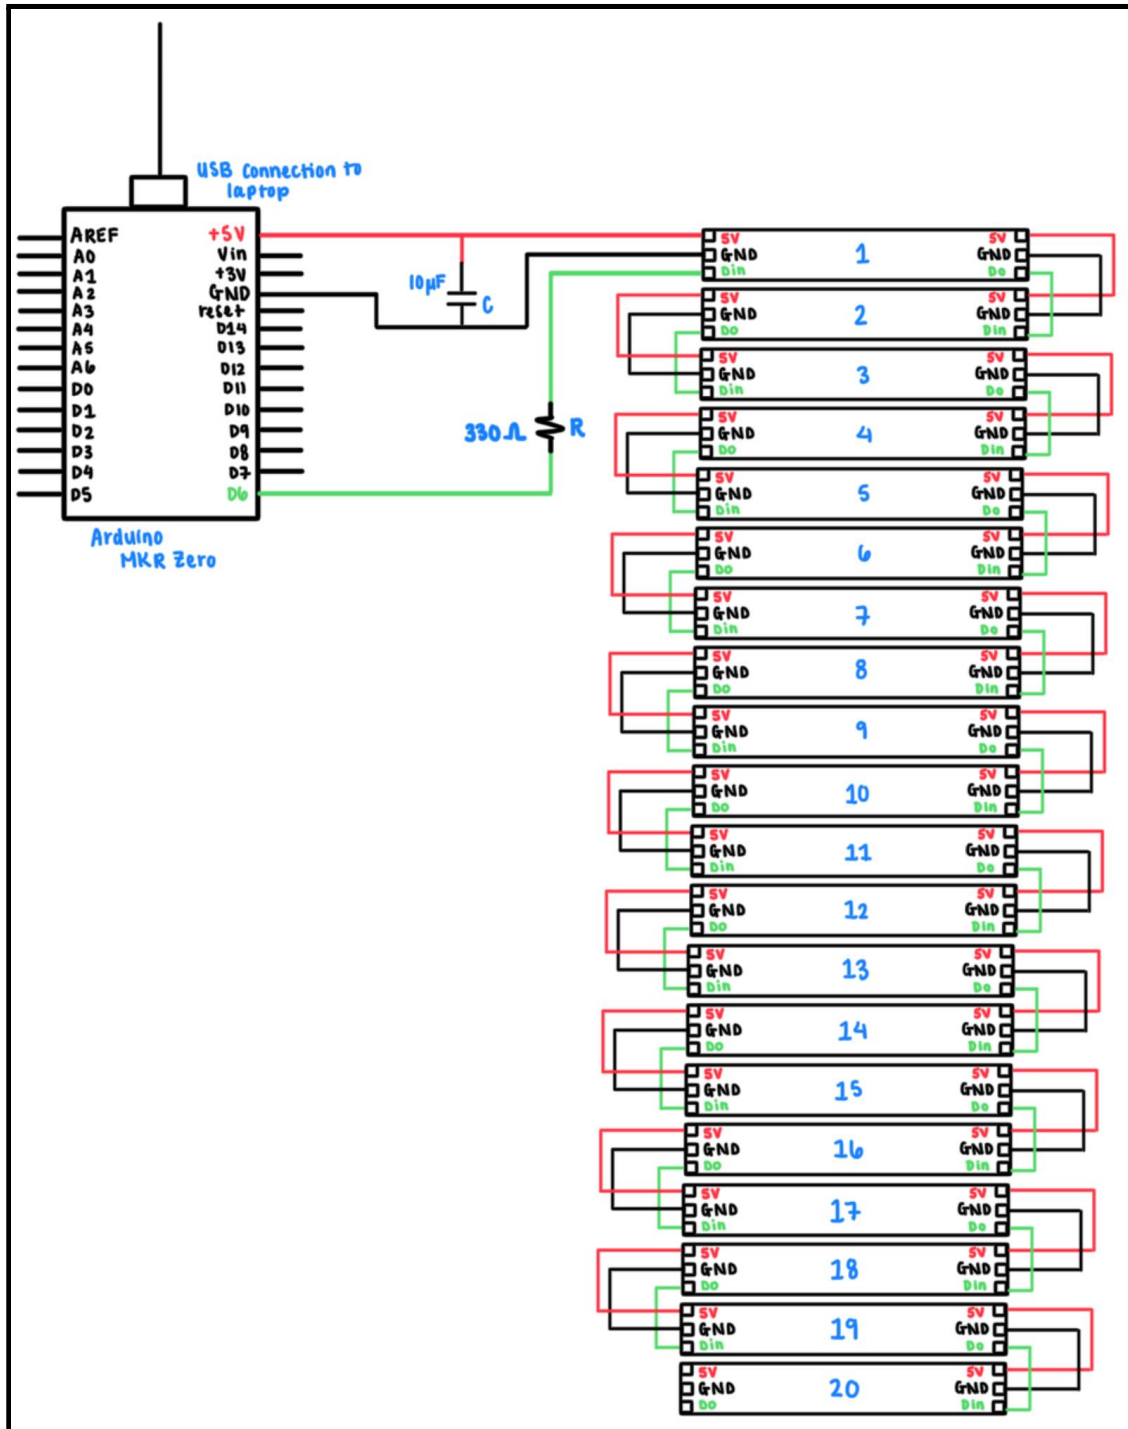 USB Connection to
laptop
AREF +5V
A0 Vin
A1 +3V
A2 GND
A3 reset
A4 D14
A5 D13
A6 D12
D0 D11
D1 D10
D2 D9
D3 D8
D4 D7
D5 D6
Arduino
MKR Zero
10µF C
330Ω R
5V 5V
GND 1 GND
Din Do
5V 5V
GND 2 GND
Do Din
5V 5V
GND 3 GND
Din Do
5V 5V
GND 4 GND
Do Din
5V 5V
GND 5 GND
Din Do
5V 5V
GND 6 GND
Do Din
5V 5V
GND 7 GND
Din Do
5V 5V
GND 8 GND
Do Din
5V 5V
GND 9 GND
Din Do
5V 5V
GND 10 GND
Do Din
5V 5V
GND 11 GND
Din Do
5V 5V
GND 12 GND
Do Din
5V 5V
GND 13 GND
Din Do
5V 5V
GND 14 GND
Do Din
5V 5V
GND 15 GND
Din Do
5V 5V
GND 16 GND
Do Din
5V 5V
GND 17 GND
Din Do
5V 5V
GND 18 GND
Do Din
5V 5V
GND 19 GND
Din Do
5V 5V
GND 20 GND
Do Din